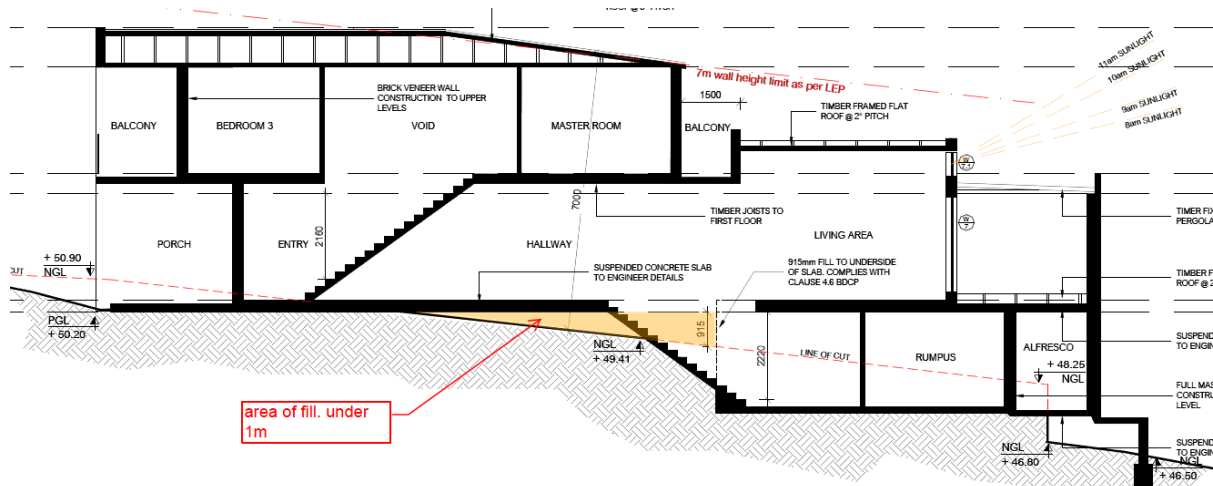 7m wall height limit as per LEP
11am SUNLIGHT
10am SUNLIGHT
9am SUNLIGHT
8am SUNLIGHT
1500
BRICK VENEER WALL
CONSTRUCTION TO UPPER
LEVELS
TIMBER FRAMED FLAT
ROOF @ 2° PITCH
BALCONY
BEDROOM 3
VOID
MASTER ROOM
BALCONY
W
7.1
7000
TIMBER JOISTS TO
FIRST FLOOR
TIMER FIX
PERGOLA
W
7
PORCH
ENTRY
2160
HALLWAY
LIVING AREA
+ 50.90
NGL
CUT
SUSPENDED CONCRETE SLAB
TO ENGINEER DETAILS
915mm FILL TO UNDERSIDE
OF SLAB. COMPLIES WITH
CLAUSE 4.6 BDCP
TIMBER F
ROOF @ 2
PGL
+ 50.20
915
NGL
+ 49.41
2220
LINE OF CUT
RUMPUS
ALFRESCO
+ 48.25
NGL
SUSPEND
TO ENGIN
FULL MAS
CONSTRU
LEVEL
area of fill. under
1m
NGL
+ 46.80
SUSPEND
TO ENGIN
NGL
+ 46.50